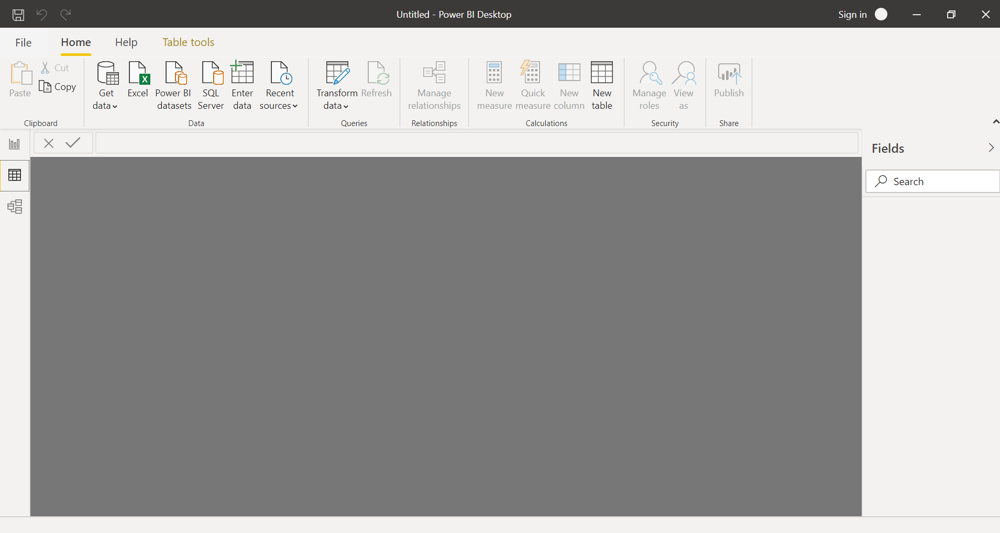 Untitled - Power BI Desktop
Sign in
File
Home
Help
Table tools
Paste
Cut
Copy
Clipboard
Get
data
Excel
Power BI
datasets
SQL
Server
Enter
data
Recent
sources
Data
Transform
data
Refresh
Queries
Manage
relationships
Relationships
New
measure
Quick
measure
New
column
New
table
Calculations
Manage
roles
View
as
Security
Publish
Share
Fields
Search